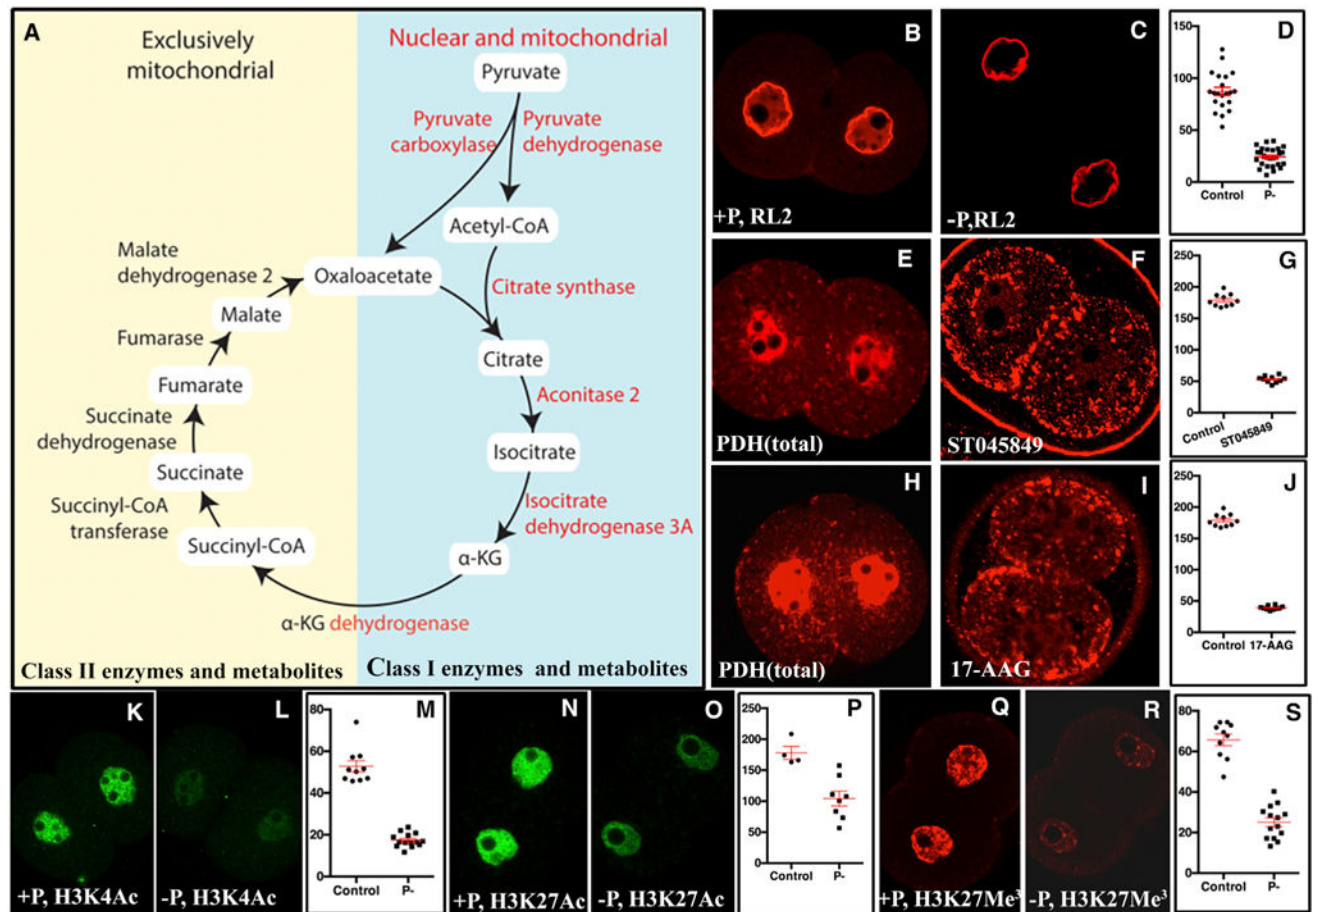 A
Exclusively
mitochondrial
Nuclear and mitochondrial
Pyruvate
Pyruvate
carboxylase
Pyruvate
dehydrogenase
Acetyl-CoA
Malate
dehydrogenase 2
Oxaloacetate
Citrate synthase
Malate
Fumarase
Citrate
Fumarate
Aconitase 2
Succinate
dehydrogenase
Isocitrate
Succinate
Isocitrate
dehydrogenase 3A
Succinyl-CoA
transferase
Succinyl-CoA
α-KG
α-KG dehydrogenase
Class II enzymes and metabolites
Class I enzymes and metabolites
B
+P, RL2
C
-P,RL2
D
150
100
50
0
Control
P-
E
PDH(total)
F
ST045849
G
250
200
150
100
50
0
Control
ST045849
H
PDH(total)
I
17-AAG
J
250
200
150
100
50
0
Control 17-AAG
K
+P, H3K4Ac
L
-P, H3K4Ac
M
80
60
40
20
0
Control
P-
N
+P, H3K27Ac
O
-P, H3K27Ac
P
250
200
150
100
50
0
Control
P-
Q
+P, H3K27Me³
R
-P, H3K27Me³
S
80
60
40
20
0
Control
P-